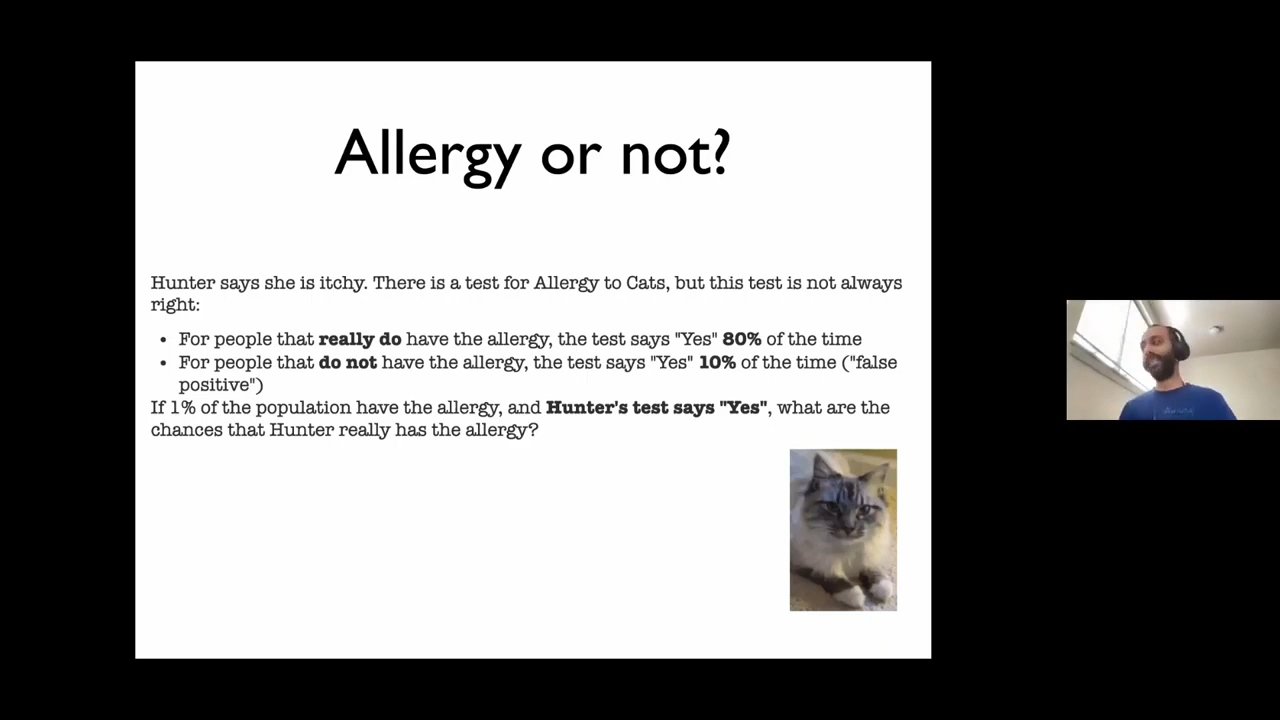 Allergy or not?
Hunter says she is itchy. There is a test for Allergy to Cats, but this test is not always
right:
• For people that really do have the allergy, the test says "Yes" 80% of the time
• For people that do not have the allergy, the test says "Yes" 10% of the time ("false
positive")
If 1% of the population have the allergy, and Hunter's test says "Yes", what are the
chances that Hunter really has the allergy?